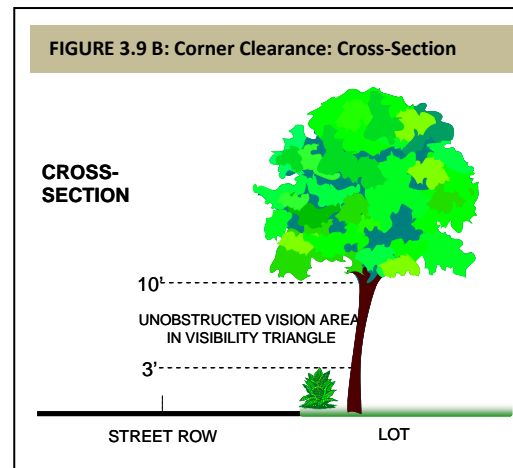 FIGURE 3.9 B: Corner Clearance: Cross-Section
CROSS-
SECTION
10'
UNOBSTRUCTED VISION AREA
IN VISIBILITY TRIANGLE
3'
STREET ROW
LOT